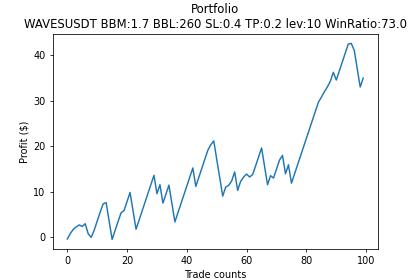 Portfolio
WAVESUSDT BBM:1.7 BBL:260 SL:0.4 TP:0.2 lev:10 WinRatio:73.0
Profit ($)
40
30
20
10
0
0 20 40 60 80 100
Trade counts